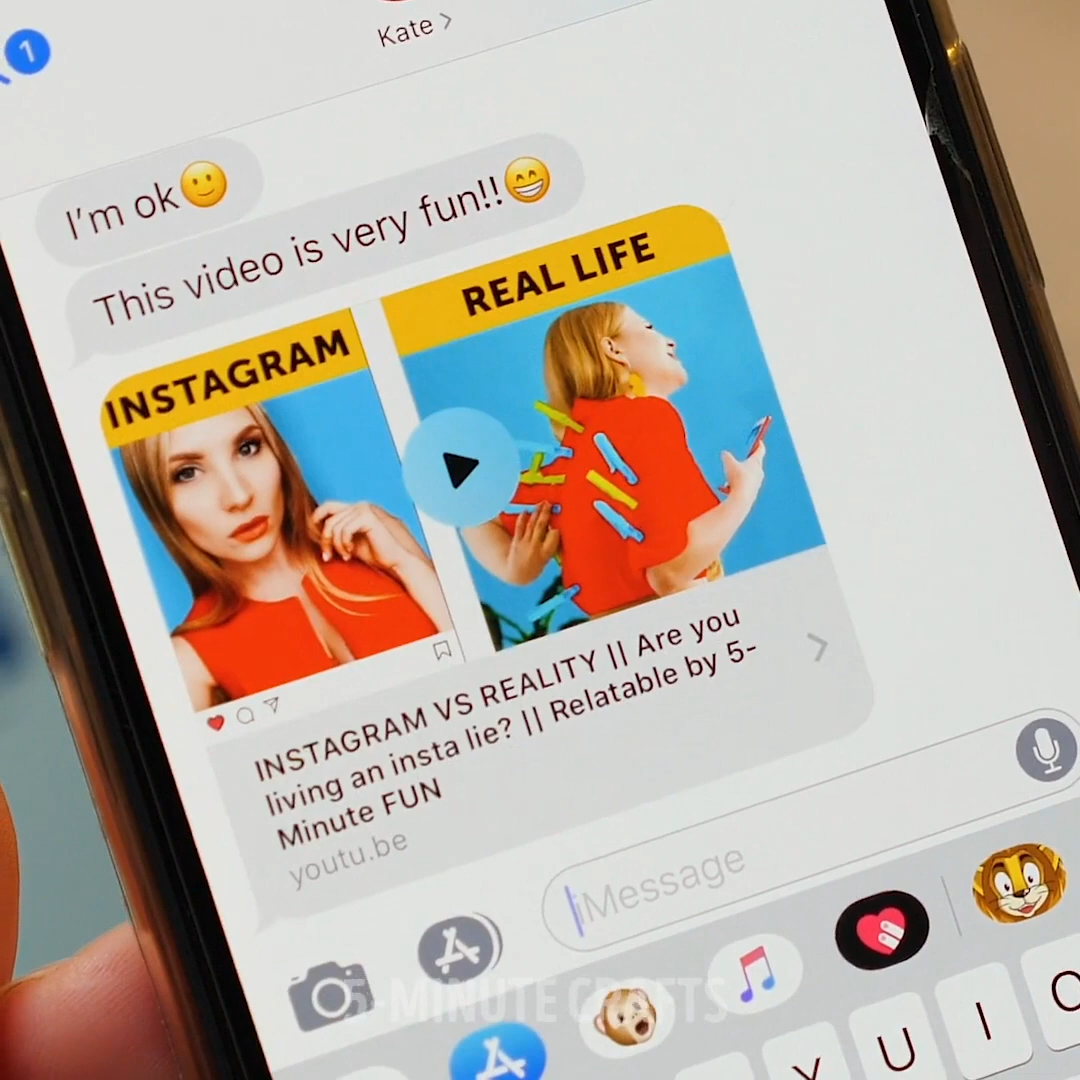 1
Kate
I'm ok🙂
This video is very fun!!😁
INSTAGRAM
REAL LIFE
INSTAGRAM VS REALITY || Are you
living an insta lie? || Relatable by 5-
Minute FUN
youtu.be
iMessage
5-MINUTE CRAFTS
Y U I O